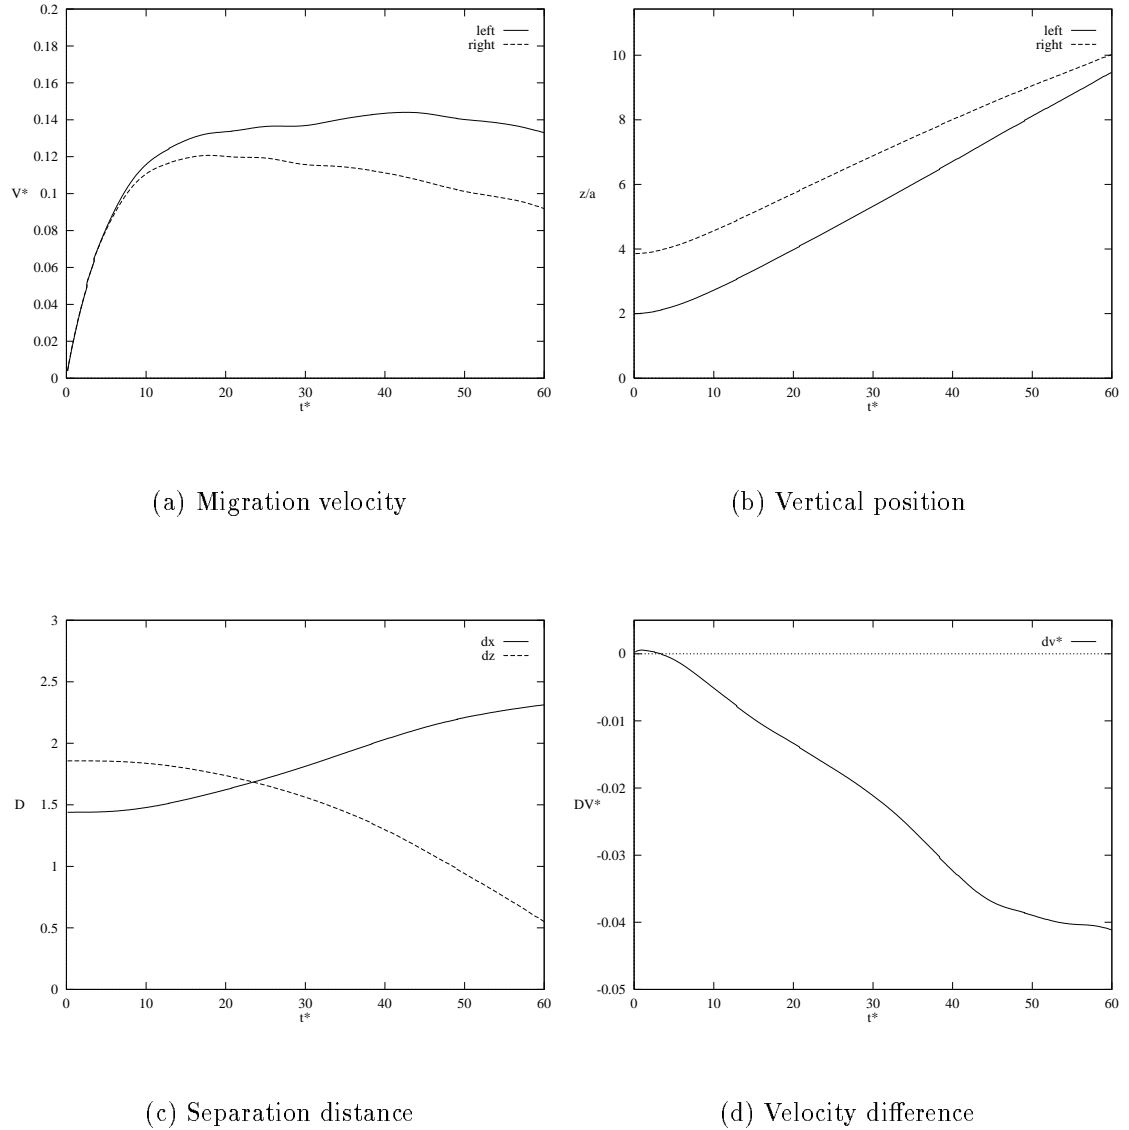 0.2
0.18
0.16
0.14
0.12
0.1
0.08
0.06
0.04
0.02
0
V*
left
right
0 10 20 30 40 50 60
t*
(a) Migration velocity
10
8
6
4
2
0
z/a
left
right
0 10 20 30 40 50 60
t*
(b) Vertical position
3
2.5
2
1.5
1
0.5
0
D
dx
dz
0 10 20 30 40 50 60
t*
(c) Separation distance
0
-0.01
-0.02
-0.03
-0.04
-0.05
DV*
dv*
0 10 20 30 40 50 60
t*
(d) Velocity difference